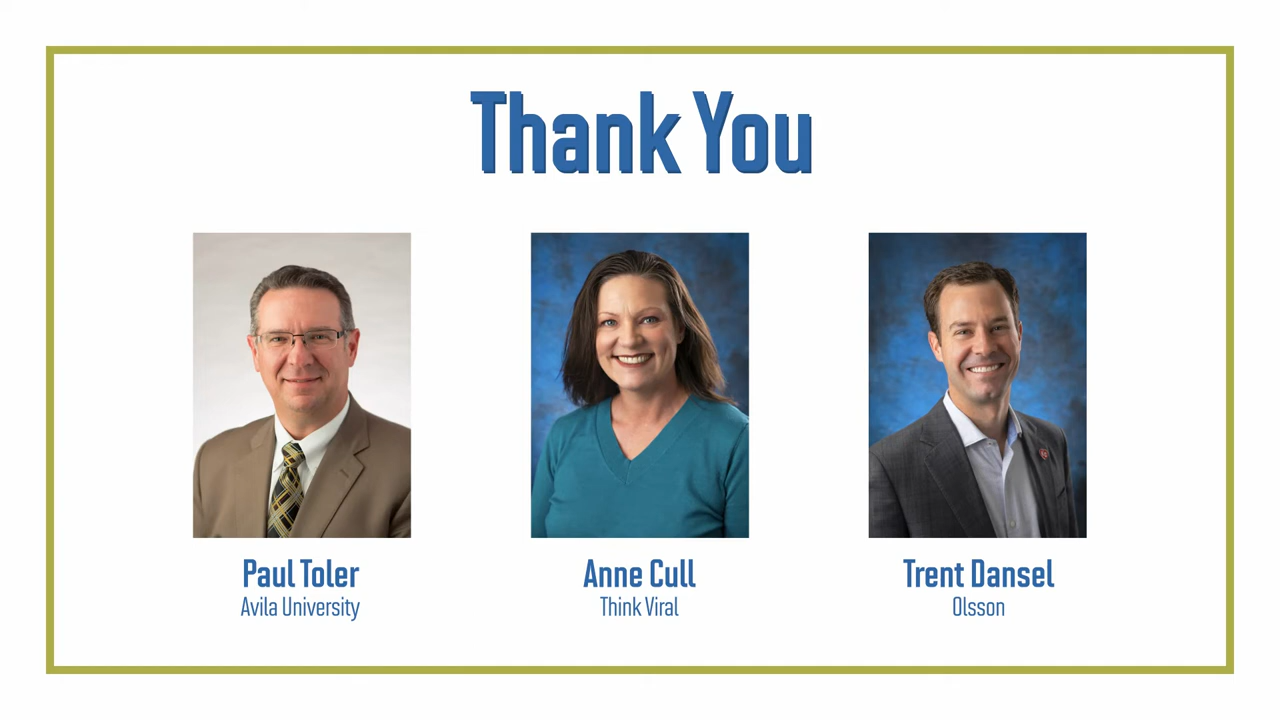 Thank You
Paul Toler
Avila University
Anne Cull
Think Viral
Trent Dansel
Olsson